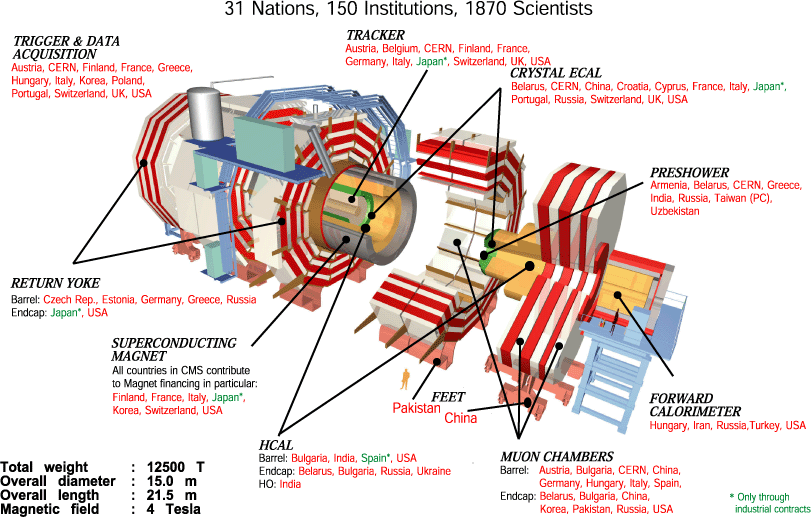 31 Nations, 150 Institutions, 1870 Scientists
TRIGGER & DATA
ACQUISITION
Austria, CERN, Finland, France, Greece,
Hungary, Italy, Korea, Poland,
Portugal, Switzerland, UK, USA
TRACKER
Austria, Belgium, CERN, Finland, France,
Germany, Italy, Japan*, Switzerland, UK, USA
CRYSTAL ECAL
Belarus, CERN, China, Croatia, Cyprus, France, Italy, Japan*,
Portugal, Russia, Switzerland, UK, USA
PRESHOWER
Armenia, Belarus, CERN, Greece,
India, Russia, Taiwan (PC),
Uzbekistan
RETURN YOKE
Barrel: Czech Rep., Estonia, Germany, Greece, Russia
Endcap: Japan*, USA
SUPERCONDUCTING
MAGNET
All countries in CMS contribute
to Magnet financing in particular:
Finland, France, Italy, Japan*,
Korea, Switzerland, USA
FEET
Pakistan
China
FORWARD
CALORIMETER
Hungary, Iran, Russia,Turkey, USA
HCAL
Barrel: Bulgaria, India, Spain*, USA
Endcap: Belarus, Bulgaria, Russia, Ukraine
HO: India
MUON CHAMBERS
Barrel: Austria, Bulgaria, CERN, China,
Germany, Hungary, Italy, Spain,
Endcap: Belarus, Bulgaria, China,
Korea, Pakistan, Russia, USA
Total weight : 12500 T
Overall diameter : 15.0 m
Overall length : 21.5 m
Magnetic field : 4 Tesla
* Only through
industrial contracts